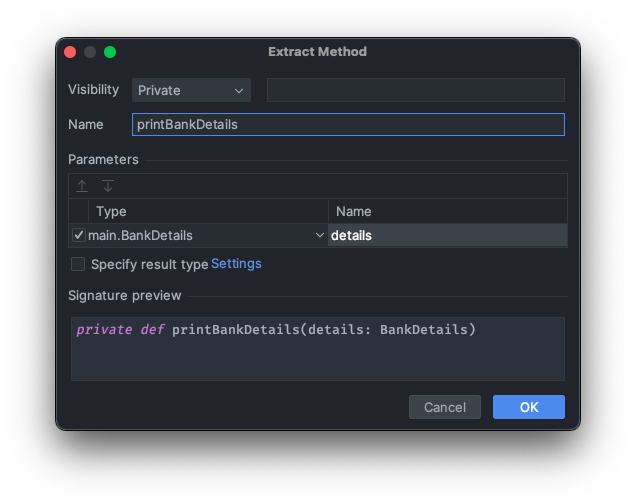 Extract Method
Visibility Private
Name printBankDetails
Parameters
Type Name
main.BankDetails details
Specify result type Settings
Signature preview
private def printBankDetails(details: BankDetails)
Cancel OK